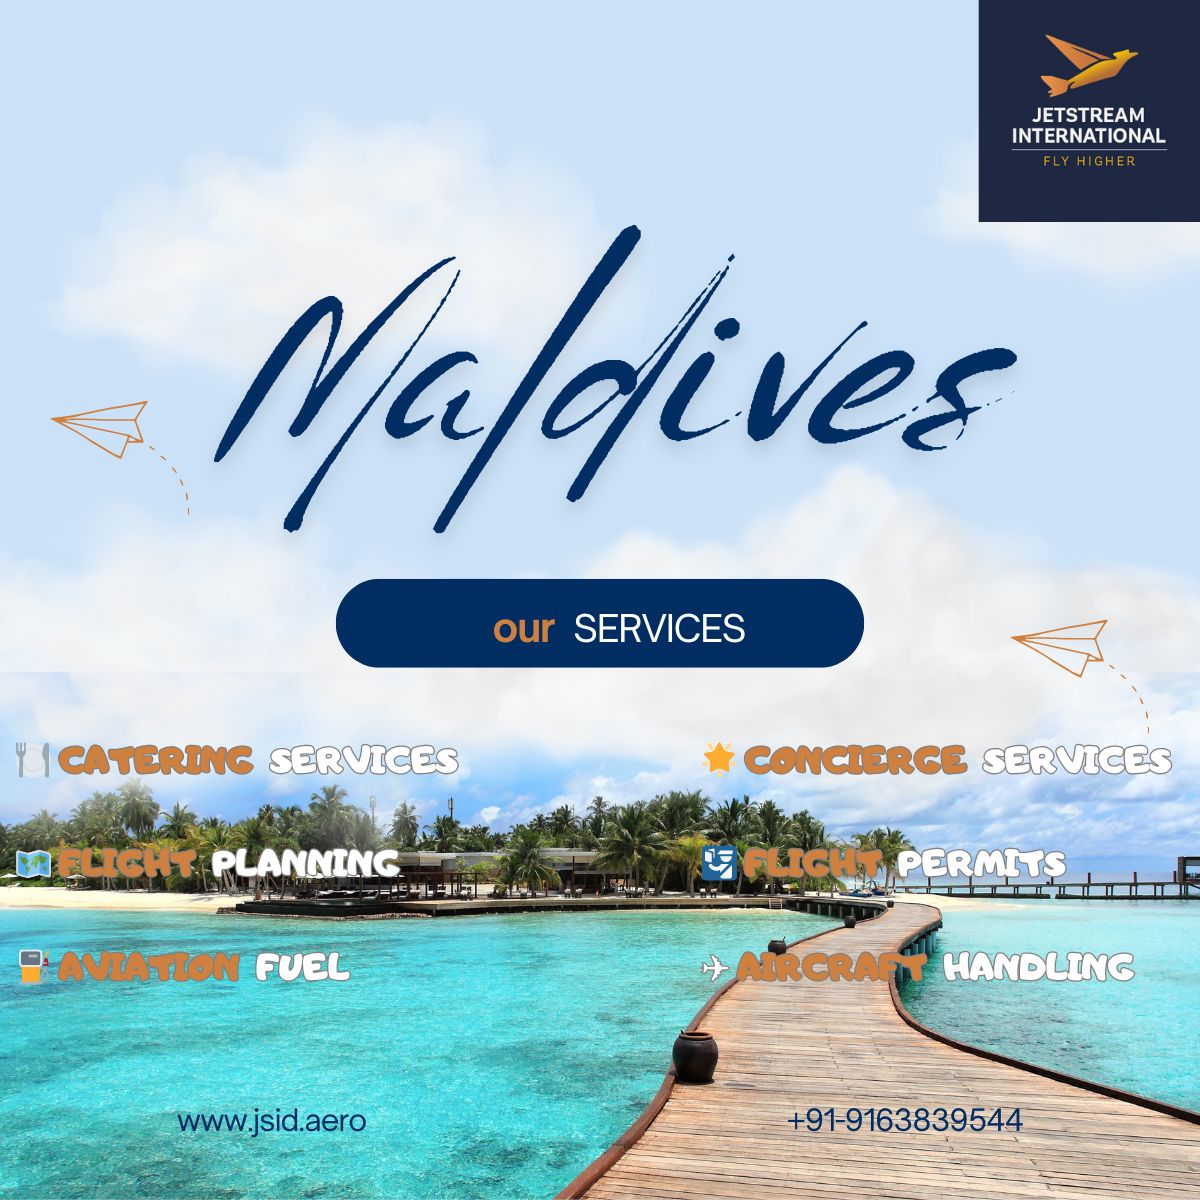 JETSTREAM
INTERNATIONAL
FLY HIGHER
Maldives
our SERVICES
CATERING SERVICES
CONCIERGE SERVICES
FLIGHT PLANNING
FLIGHT PERMITS
AVIATION FUEL
AIRCRAFT HANDLING
www.jsid.aero
+91-9163839544